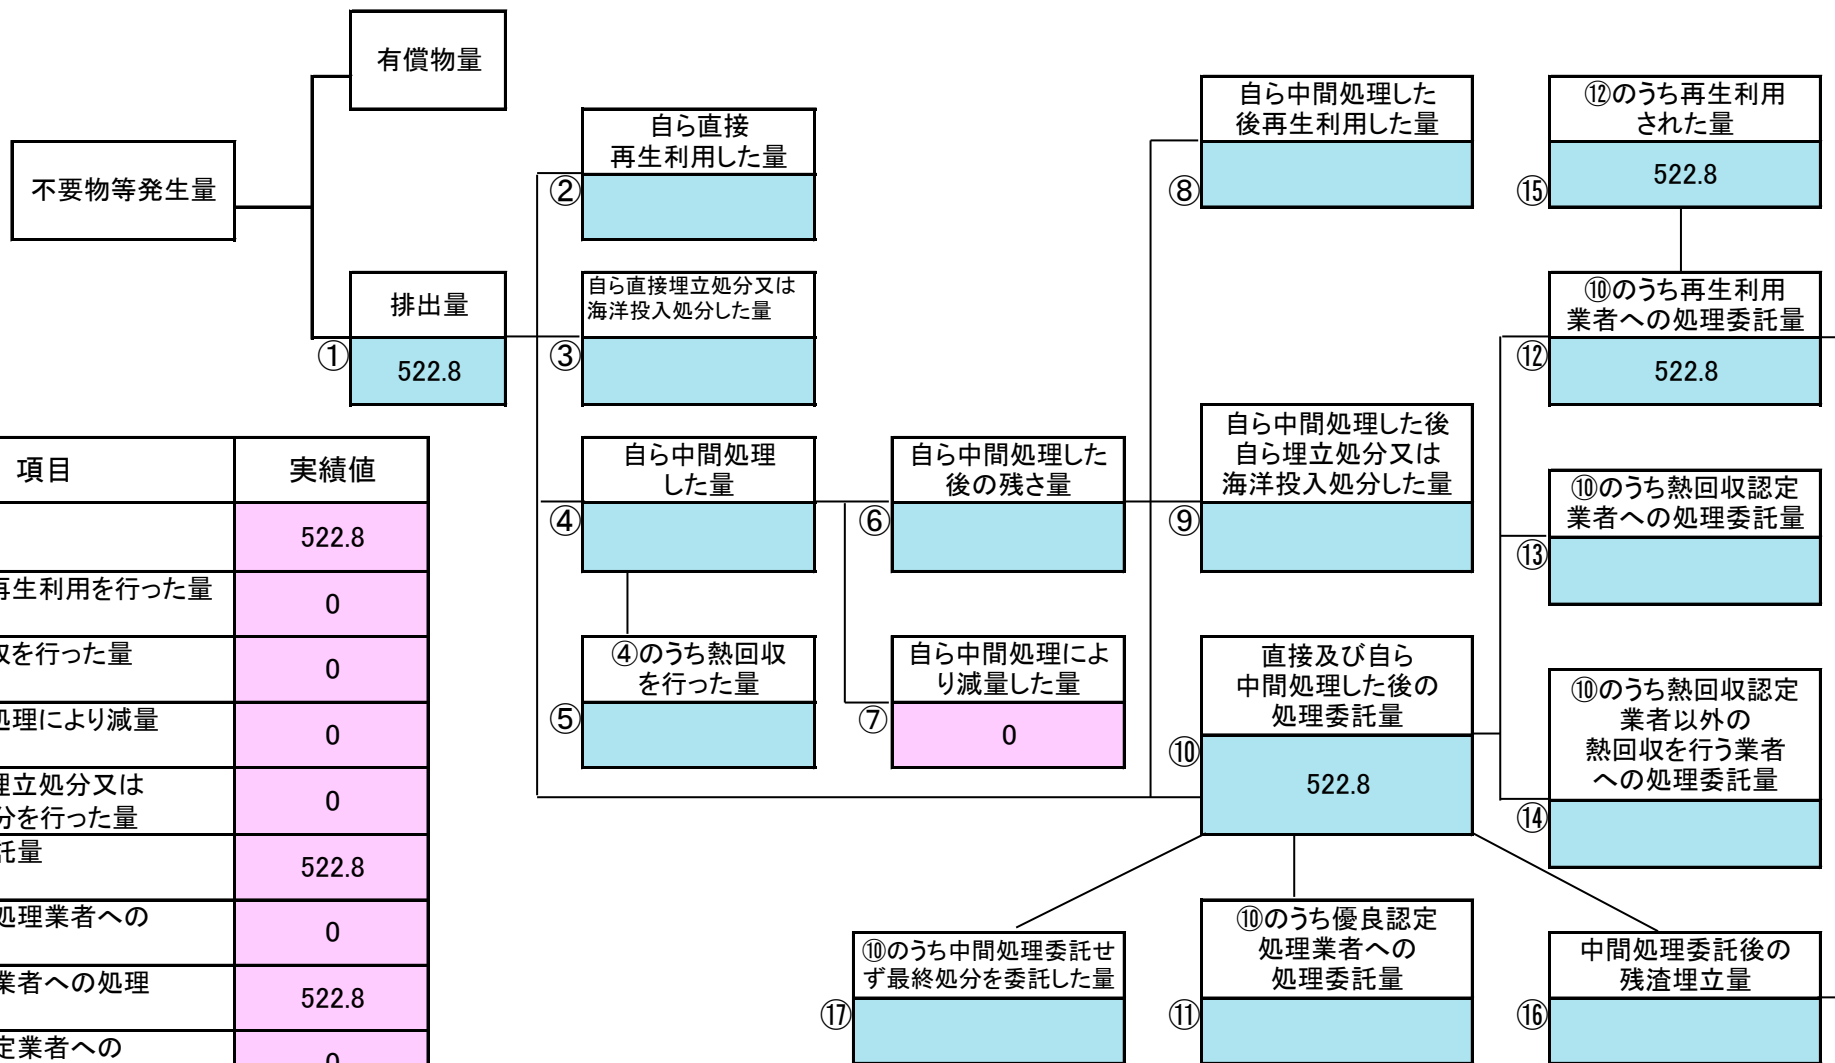 有償物量
不要物等発生量
排出量
①
522.8
自ら直接
再生利用した量
②
自ら直接埋立処分又は
海洋投入処分した量
③
自ら中間処理
した量
④
④のうち熱回収
を行った量
⑤
自ら中間処理した
後の残さ量
⑥
自ら中間処理によ
り減量した量
⑦
0
自ら中間処理した
後再生利用した量
⑧
自ら中間処理した後
自ら埋立処分又は
海洋投入処分した量
⑨
直接及び自ら
中間処理した後の
処理委託量
⑩
522.8
⑫のうち再生利用
された量
⑮
522.8
⑩のうち再生利用
業者への処理委託量
⑫
522.8
⑩のうち熱回収認定
業者への処理委託量
⑬
⑩のうち熱回収認定
業者以外の
熱回収を行う業者
への処理委託量
⑭
⑩のうち中間処理委託せ
ず最終処分を委託した量
⑰
⑩のうち優良認定
処理業者への
処理委託量
⑪
中間処理委託後の
残渣埋立量
⑯
項目 実績値
522.8
再生利用を行った量 0
を行った量 0
処理により減量 0
埋立処分又は
分を行った量 0
託量 522.8
処理業者への 0
業者への処理 522.8
定業者への 0